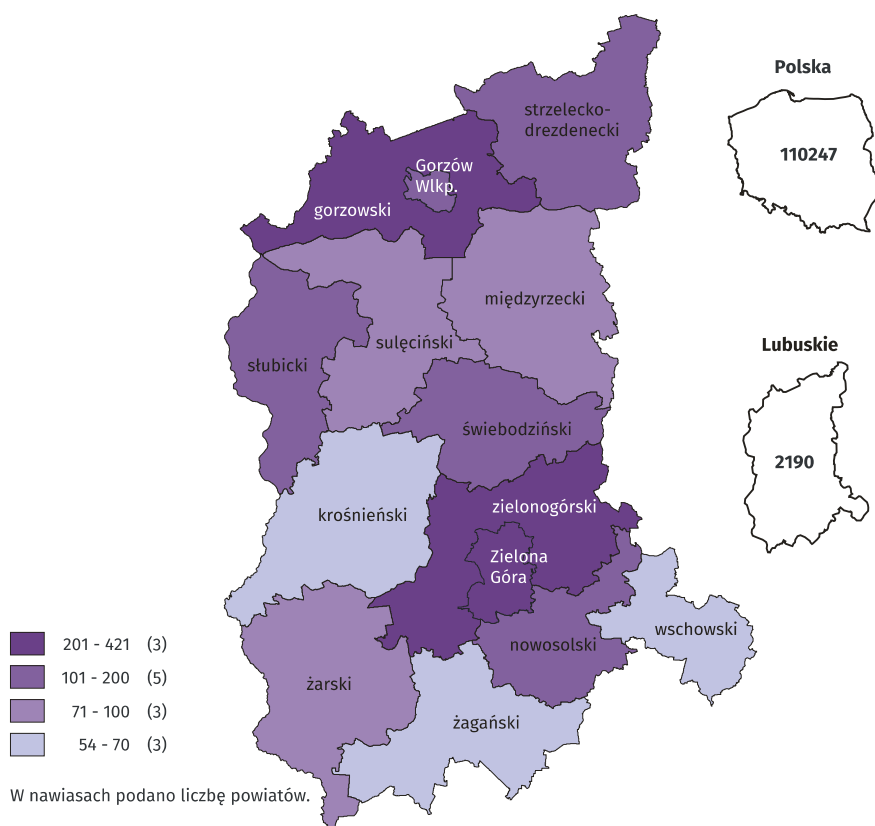 strzelecko-
drezdenecki
Polska
110247
Gorzów
Wlkp.
gorzowski
międzyrzecki
sulęciński
słubicki
Lubuskie
2190
świebodziński
krośnieński
zielonogórski
Zielona
Góra
wschowski
nowosolski
żarski
żagański
201 - 421 (3)
101 - 200 (5)
71 - 100 (3)
54 - 70 (3)
W nawiasach podano liczbę powiatów.